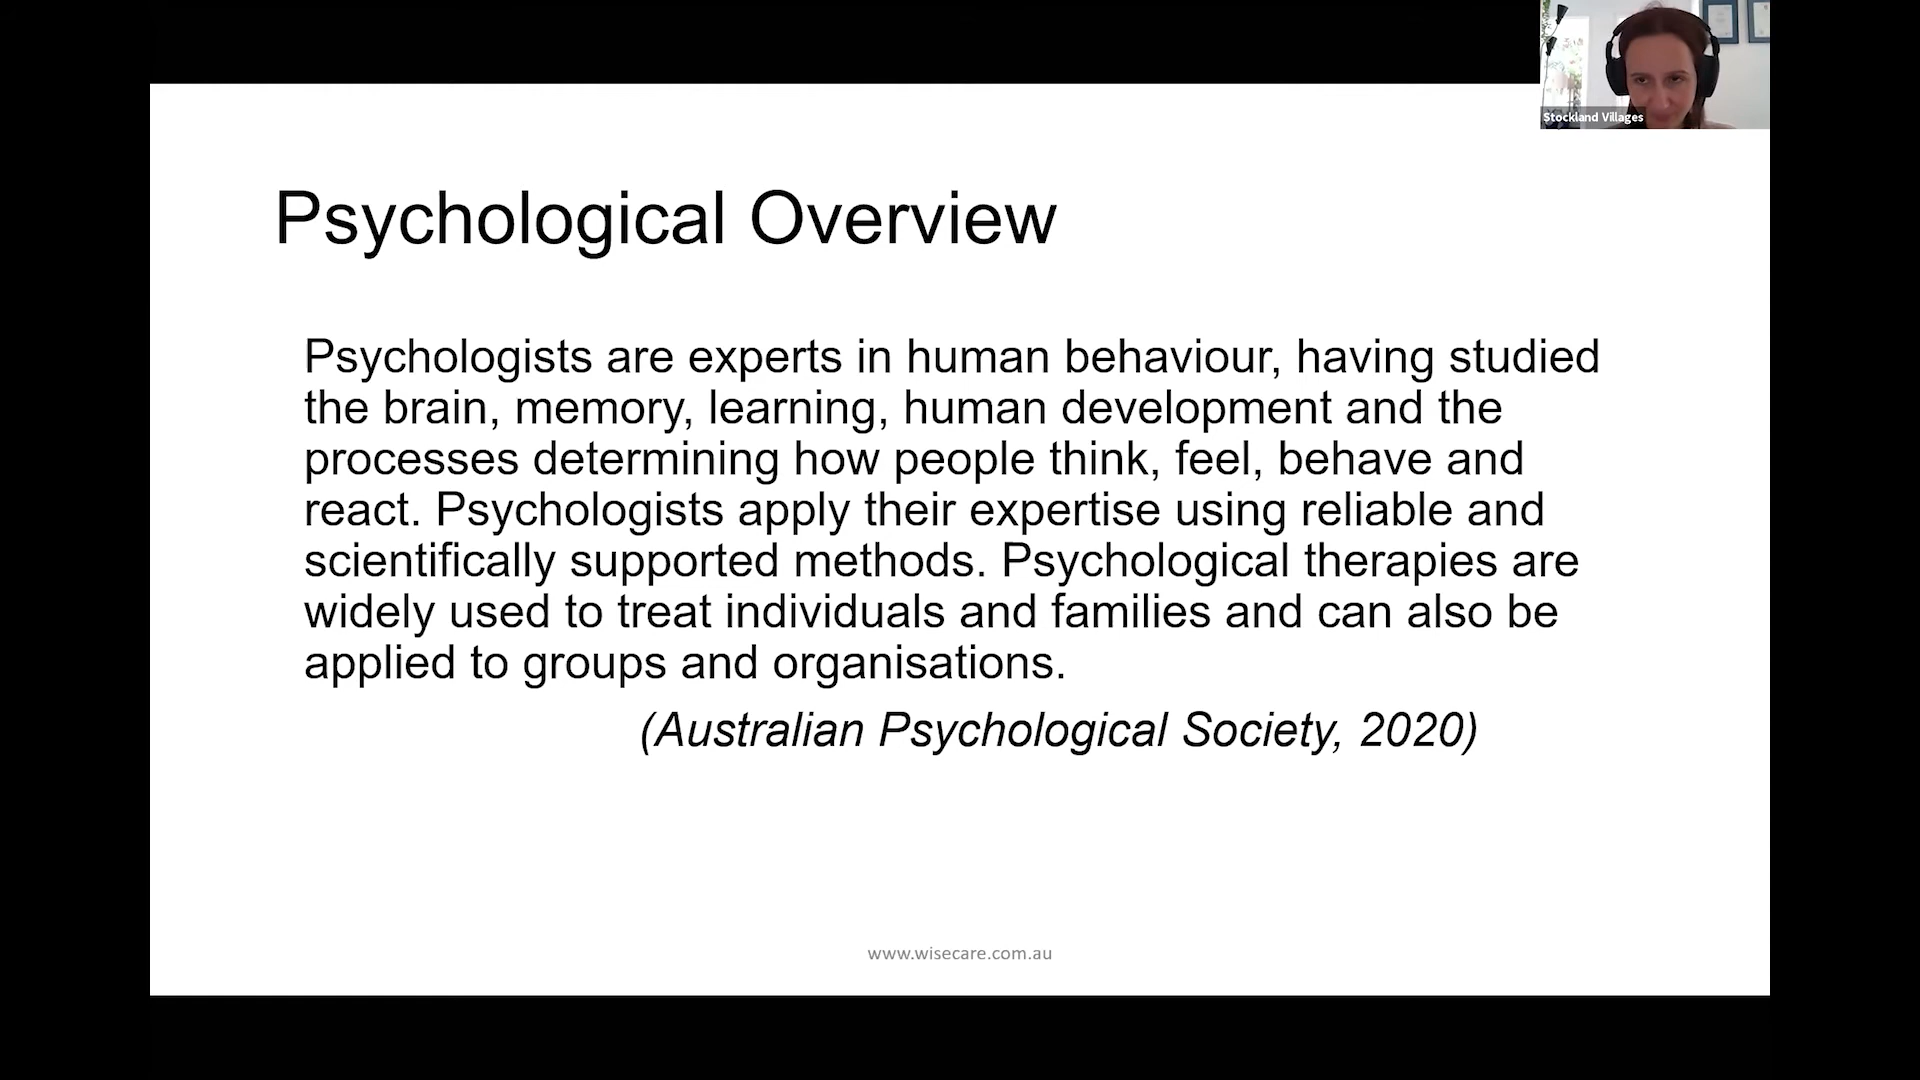 Stockland Villages
Psychological Overview
Psychologists are experts in human behaviour, having studied
the brain, memory, learning, human development and the
processes determining how people think, feel, behave and
react. Psychologists apply their expertise using reliable and
scientifically supported methods. Psychological therapies are
widely used to treat individuals and families and can also be
applied to groups and organisations.
(Australian Psychological Society, 2020)
www.wisecare.com.au